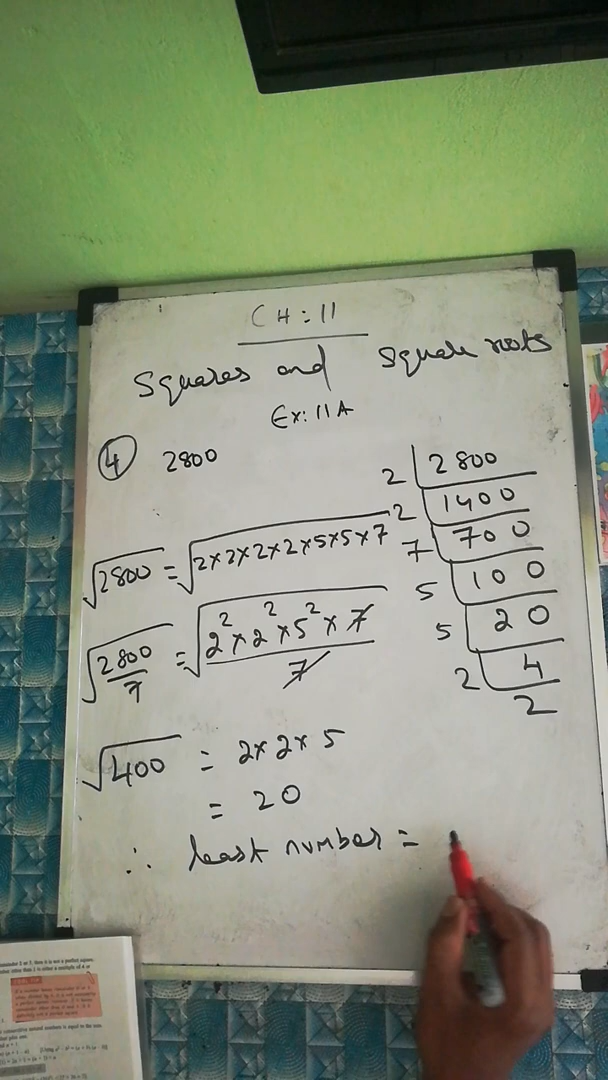 CH:11
Squares and Square roots
Ex:11A
④ 2800
2 | 2800
2 | 1400
7 | 700
5 | 100
5 | 20
2 | 4
2
√2800 = √2×2×2×2×5×5×7
√2800/7 = √2²×2²×5²×7/7
√400 = 2×2×5
= 20
∴ least number =